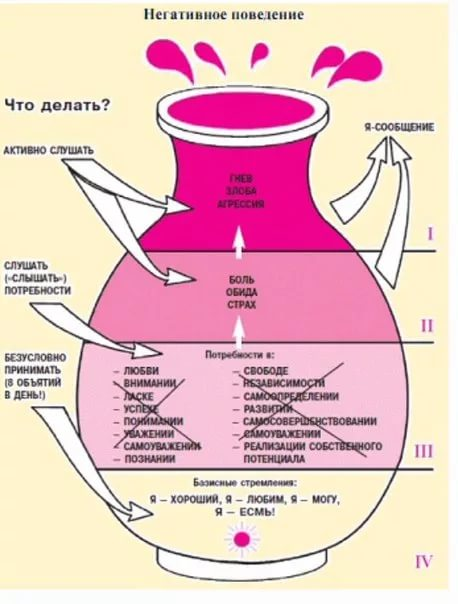 Негативное поведение
Что делать?
АКТИВНО СЛУШАТЬ
Я-СООБЩЕНИЕ
ГНЕВ
ЗЛОБА
АГРЕССИЯ
I
СЛУШАТЬ
(«СЛЫШАТЬ»)
ПОТРЕБНОСТИ
БОЛЬ
ОБИДА
СТРАХ
II
БЕЗУСЛОВНО
ПРИНИМАТЬ
(8 ОБЪЯТИЙ
В ДЕНЬ!)
Потребности в:
– ЛЮБВИ
– ВНИМАНИИ
– ЛАСКЕ
– УСПЕХЕ
– ПОНИМАНИИ
– УВАЖЕНИИ
– САМОУВАЖЕНИИ
– ПОЗНАНИИ
– СВОБОДЕ
– НЕЗАВИСИМОСТИ
– САМООПРЕДЕЛЕНИИ
– РАЗВИТИИ
– САМОСОВЕРШЕНСТВОВАНИИ
– САМОУВАЖЕНИИ
– РЕАЛИЗАЦИИ СОБСТВЕННОГО
ПОТЕНЦИАЛА
III
Базисные стремления:
Я – ХОРОШИЙ, Я – ЛЮБИМ, Я – МОГУ,
Я – ЕСМЬ!
IV